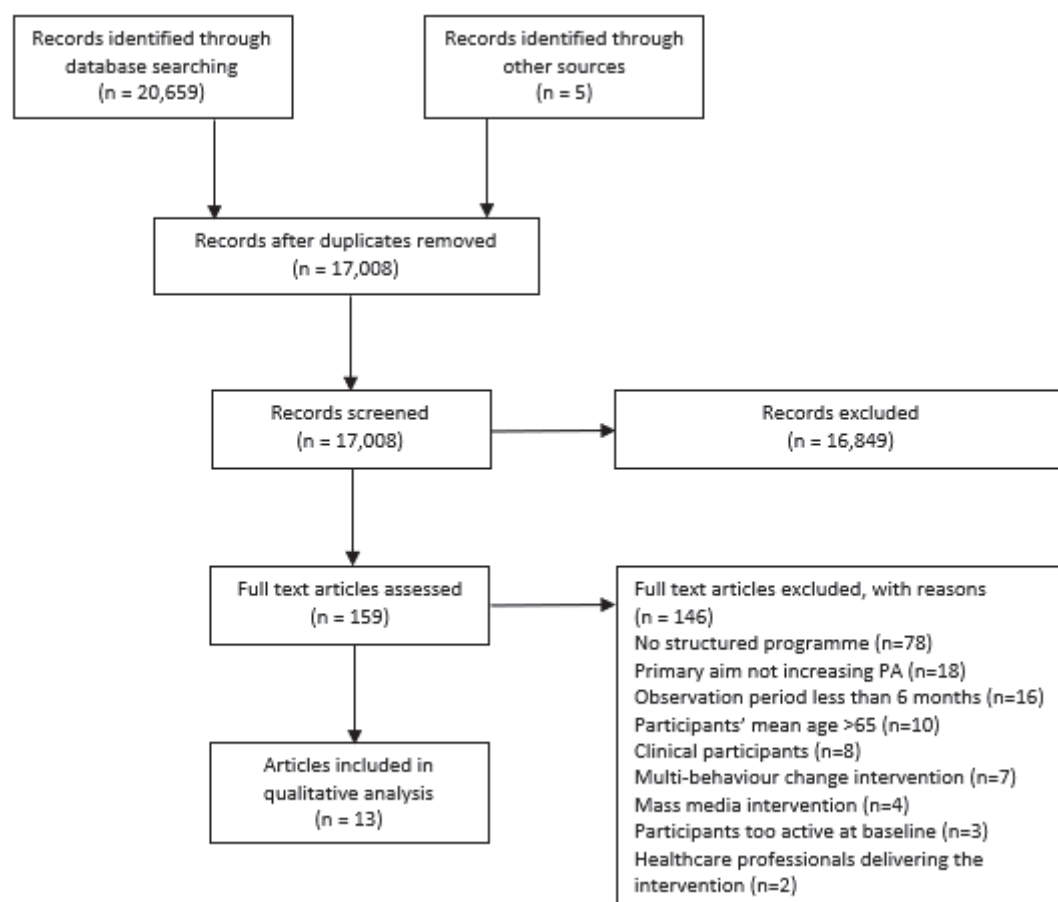 Records identified through
database searching
(n = 20,659)
Records identified through
other sources
(n = 5)
Records after duplicates removed
(n = 17,008)
Records screened
(n = 17,008)
Records excluded
(n = 16,849)
Full text articles assessed
(n = 159)
Full text articles excluded, with reasons
(n = 146)
No structured programme (n=78)
Primary aim not increasing PA (n=18)
Observation period less than 6 months (n=16)
Participants’ mean age >65 (n=10)
Clinical participants (n=8)
Multi-behaviour change intervention (n=7)
Mass media intervention (n=4)
Participants too active at baseline (n=3)
Healthcare professionals delivering the
intervention (n=2)
Articles included in
qualitative analysis
(n = 13)